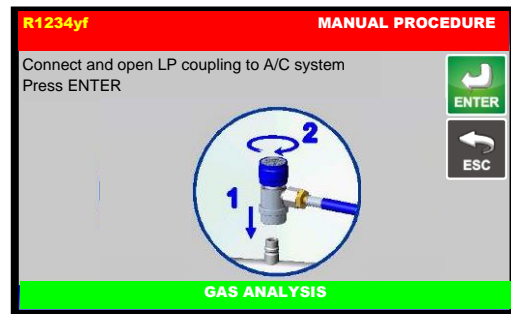 R1234yf MANUAL PROCEDURE
Connect and open LP coupling to A/C system
Press ENTER
ENTER
2
ESC
1
GAS ANALYSIS